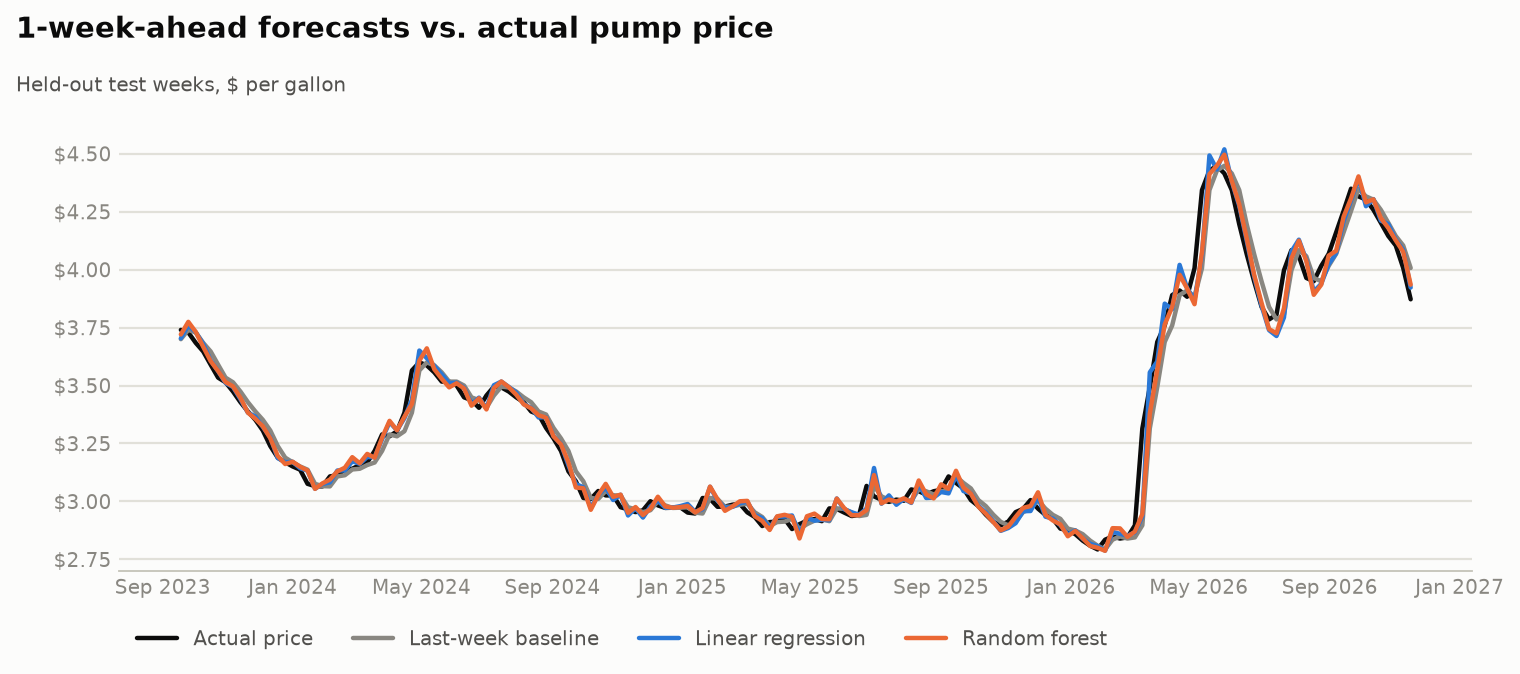 1-week-ahead forecasts vs. actual pump price
Held-out test weeks, $ per gallon
$4.50
$4.25
$4.00
$3.75
$3.50
$3.25
$3.00
$2.75
Sep 2023 Jan 2024 May 2024 Sep 2024 Jan 2025 May 2025 Sep 2025 Jan 2026 May 2026 Sep 2026 Jan 2027
Actual price Last-week baseline Linear regression Random forest